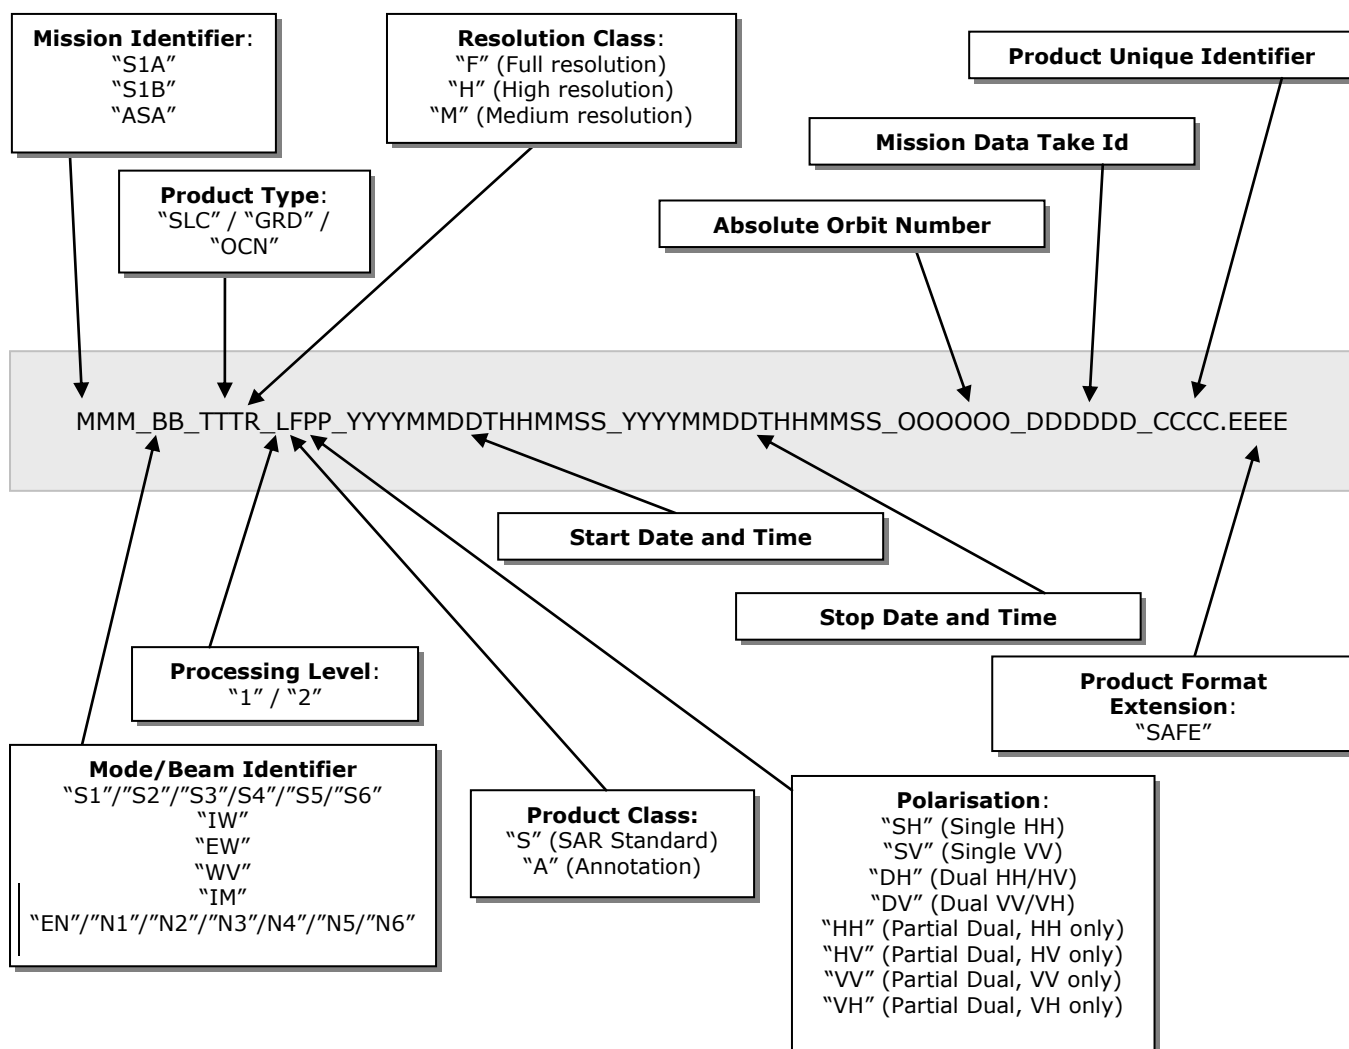 Mission Identifier:
“S1A”
“S1B”
“ASA”
Resolution Class:
“F” (Full resolution)
“H” (High resolution)
“M” (Medium resolution)
Product Unique Identifier
Mission Data Take Id
Product Type:
“SLC” / “GRD” /
“OCN”
Absolute Orbit Number
MMM_BB_TTTR_LFPP_YYYYMMDDTHHMMSS_YYYYMMDDTHHMMSS_OOOOOO_DDDDDD_CCCC.EEEE
Start Date and Time
Stop Date and Time
Processing Level:
“1” / “2”
Product Format
Extension:
“SAFE”
Mode/Beam Identifier
“S1”/”S2”/”S3”/S4”/”S5”/”S6”
“IW”
“EW”
“WV”
“IM”
“EN”/”N1”/”N2”/”N3”/N4”/”N5”/”N6”
Product Class:
“S” (SAR Standard)
“A” (Annotation)
Polarisation:
“SH” (Single HH)
“SV” (Single VV)
“DH” (Dual HH/HV)
“DV” (Dual VV/VH)
“HH” (Partial Dual, HH only)
“HV” (Partial Dual, HV only)
“VV” (Partial Dual, VV only)
“VH” (Partial Dual, VH only)